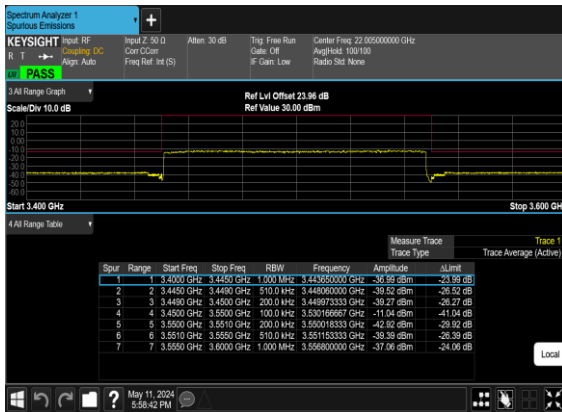 Spectrum Analyzer 1
Spurious Emissions
+
KEYSIGHT Input: RF Input Z: 50 Ω Atten: 30 dB Trig: Free Run Center Freq: 22.005000000 GHz
R T Coupling: DC Corr CCorr Gate: Off Avg|Hold: 100/100
Align: Auto Freq Ref: Int (S) IF Gain: Low Radio Std: None
PASS
3 All Range Graph
Ref Lvl Offset 23.96 dB
Scale/Div 10.0 dB Ref Value 30.00 dBm
20.0
10.0
0.00
-10.0
-20.0
-30.0
-40.0
-50.0
-60.0
Start 3.400 GHz Stop 3.600 GH
4 All Range Table
Measure Trace Trace 1
Trace Type Trace Average (Active)
Spur Range Start Freq Stop Freq RBW Frequency Amplitude ΔLimit
1 1 3.4000 GHz 3.4450 GHz 1.000 MHz 3.443650000 GHz -36.99 dBm -23.99 dB
2 2 3.4450 GHz 3.4490 GHz 510.0 kHz 3.448060000 GHz -39.52 dBm -26.52 dB
3 3 3.4490 GHz 3.4500 GHz 200.0 kHz 3.449973333 GHz -39.27 dBm -26.27 dB
4 4 3.4500 GHz 3.5500 GHz 100.0 kHz 3.530166667 GHz -11.04 dBm -41.04 dB
5 5 3.5500 GHz 3.5510 GHz 200.0 kHz 3.550018333 GHz -42.92 dBm -29.92 dB
6 6 3.5510 GHz 3.5550 GHz 510.0 kHz 3.551153333 GHz -39.39 dBm -26.39 dB
7 7 3.5550 GHz 3.6000 GHz 1.000 MHz 3.556800000 GHz -37.06 dBm -24.06 dB
Local
?
May 11, 2024
5:58:42 PM